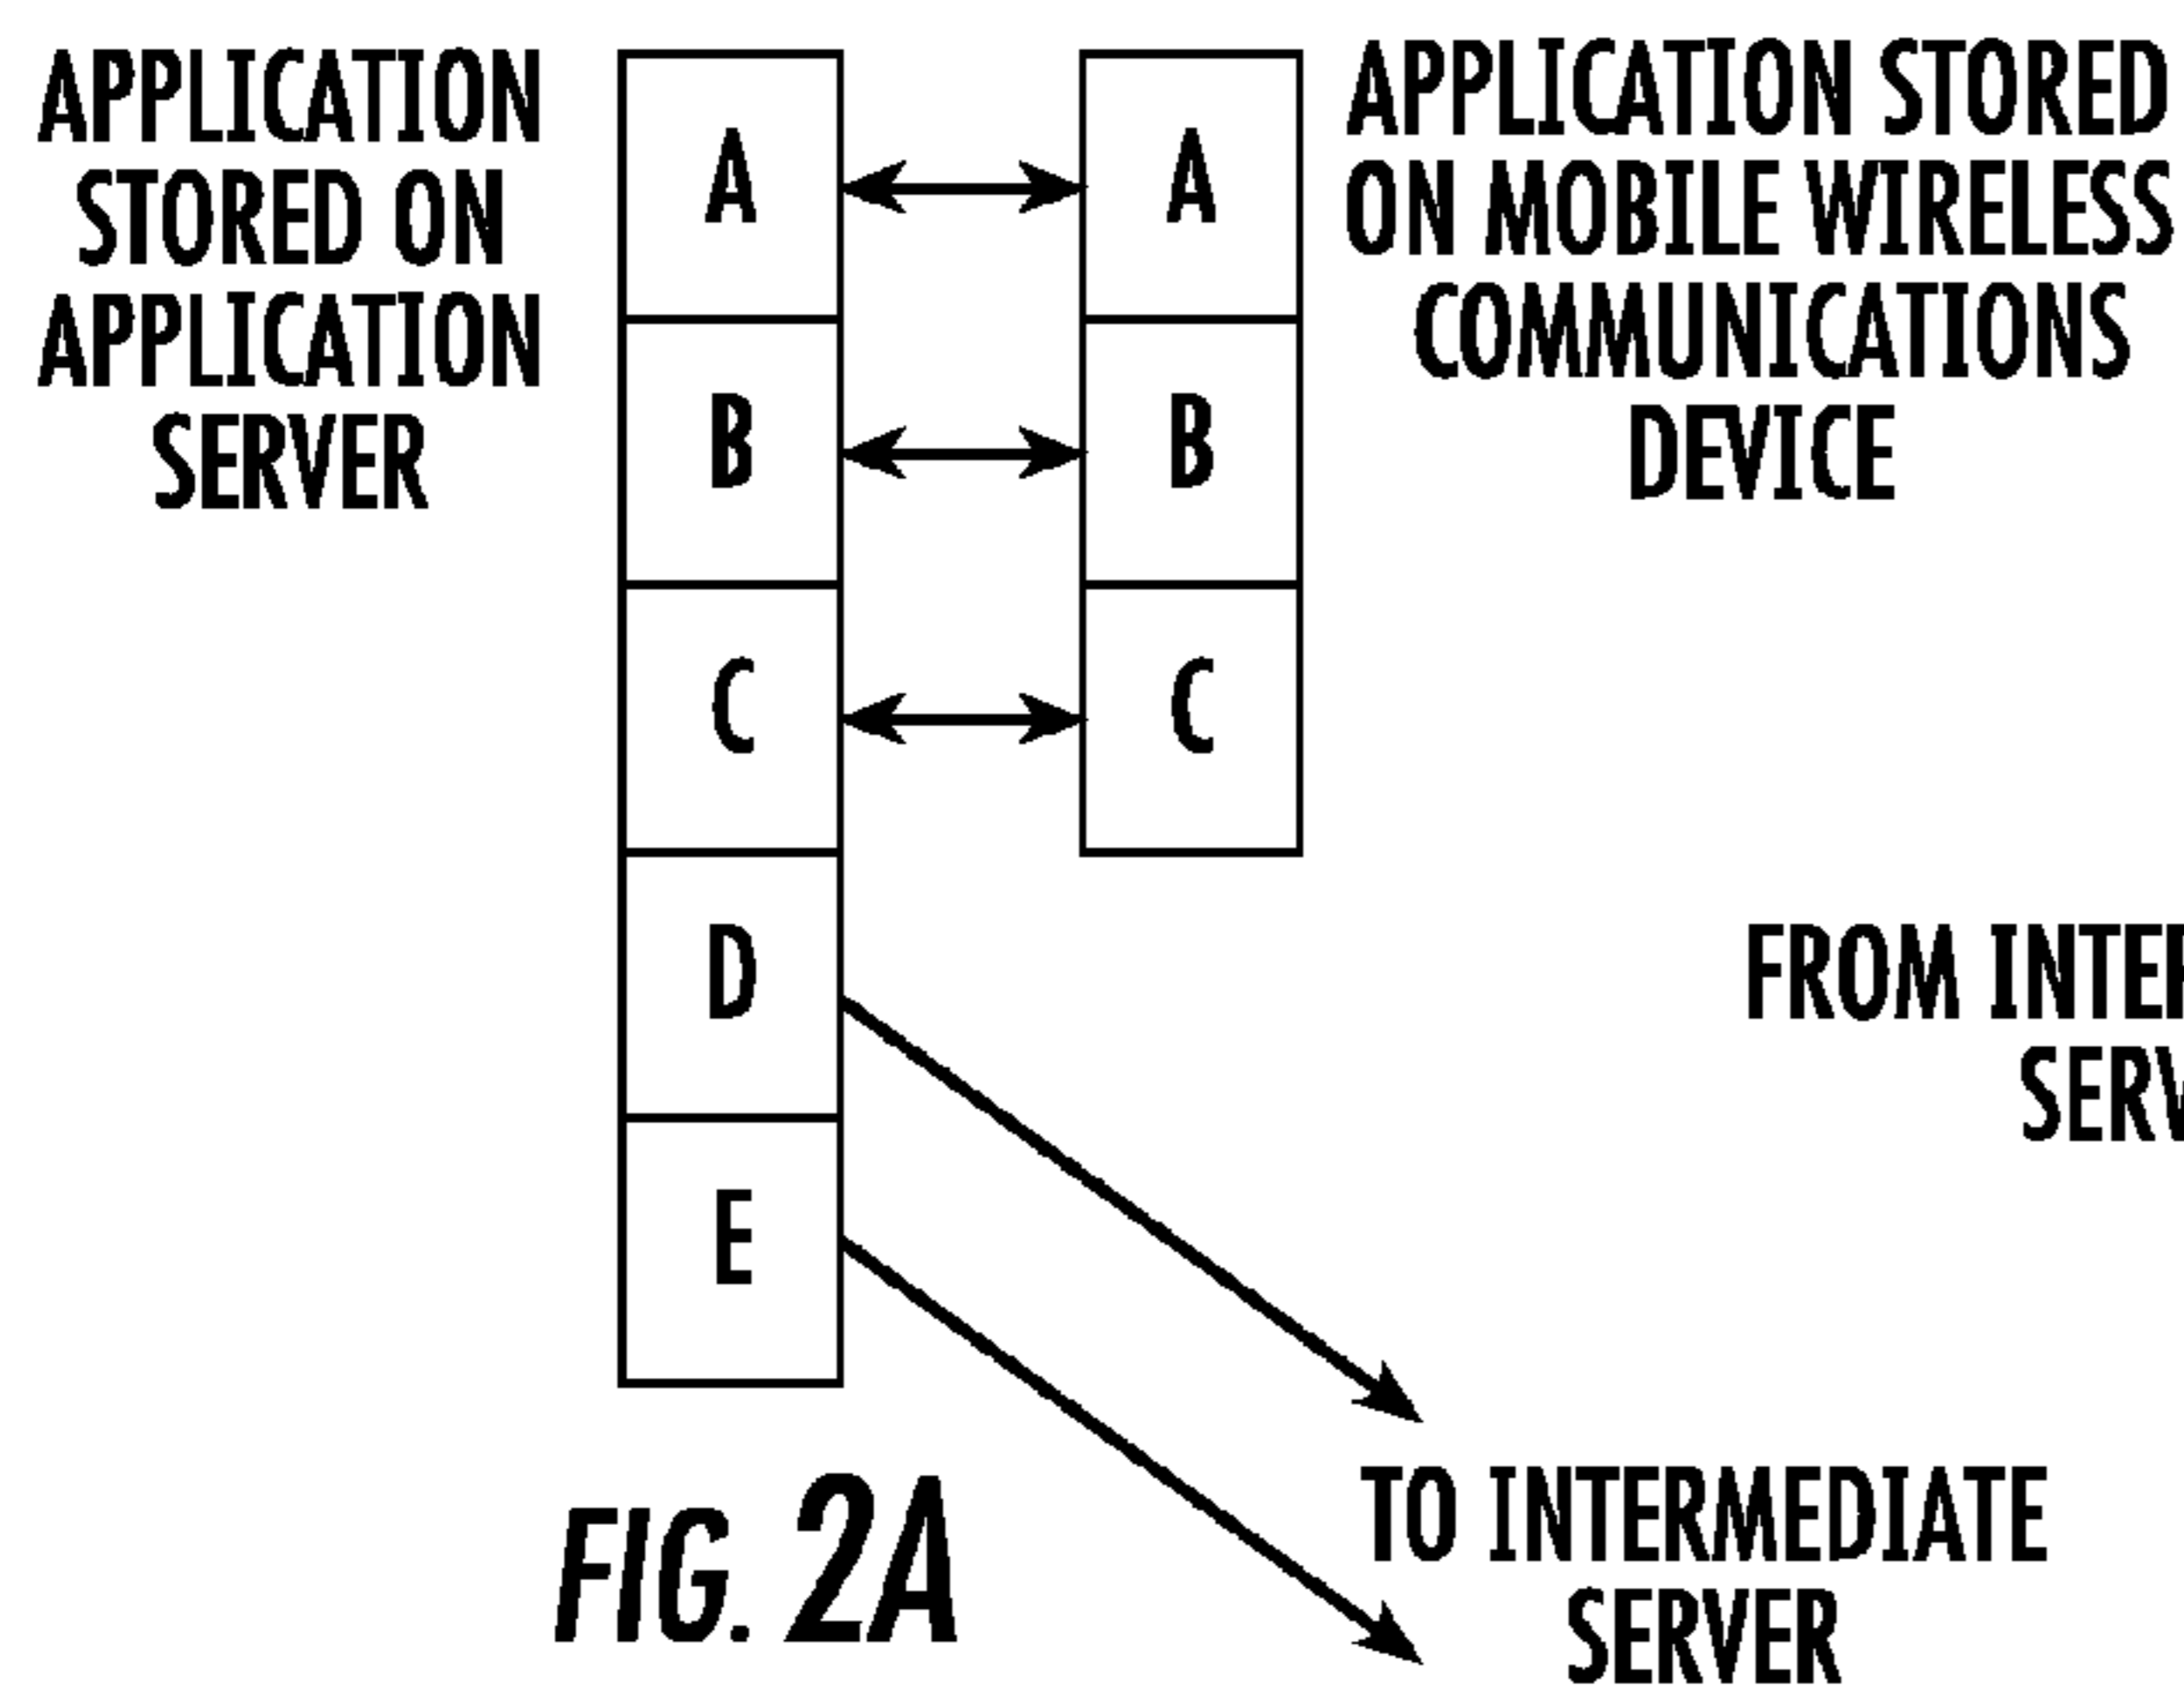 APPLICATION
STORED ON
APPLICATION
SERVER
A
B
C
D
E
A
B
C
APPLICATION STORED
ON MOBILE WIRELESS
COMMUNICATIONS
DEVICE
FROM
TO INTERMEDIATE
SERVER
FIG. 2A